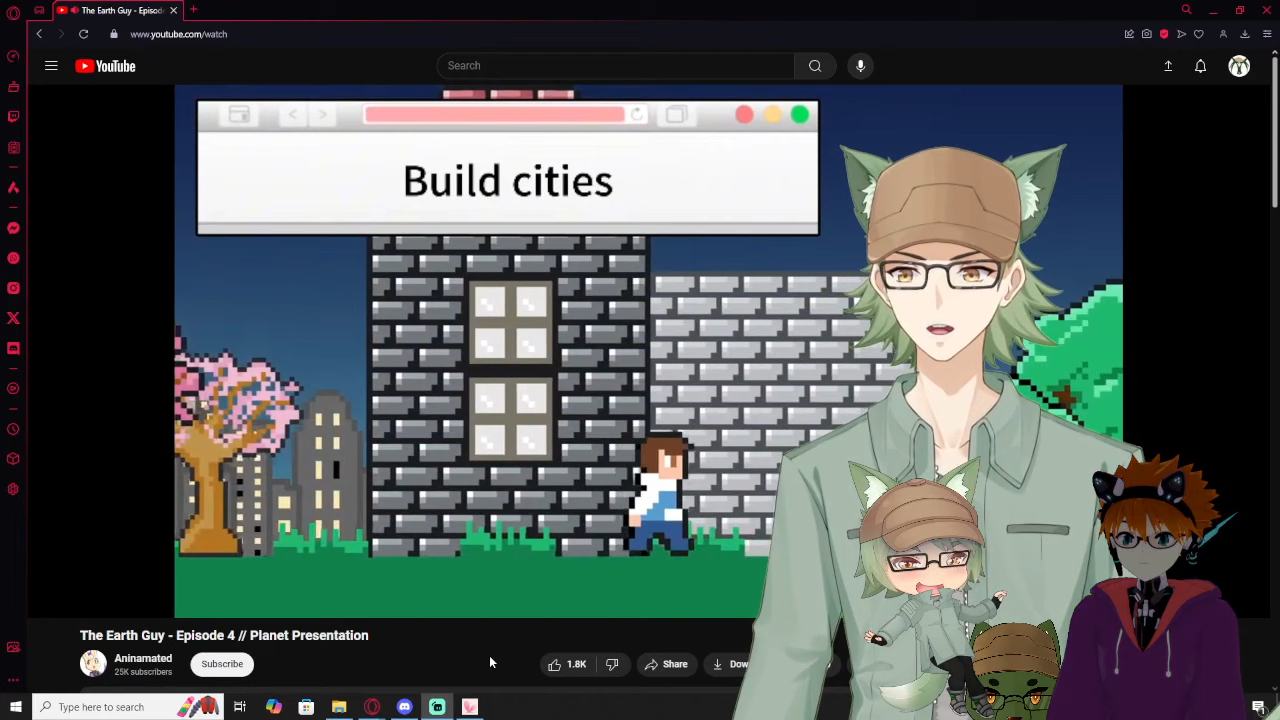 The Earth Guy - Episod
www.youtube.com/watch
YouTube
Search
Build cities
The Earth Guy - Episode 4 // Planet Presentation
Aninamated
25K subscribers
Subscribe
1.8K
Share
Dow
Type here to search